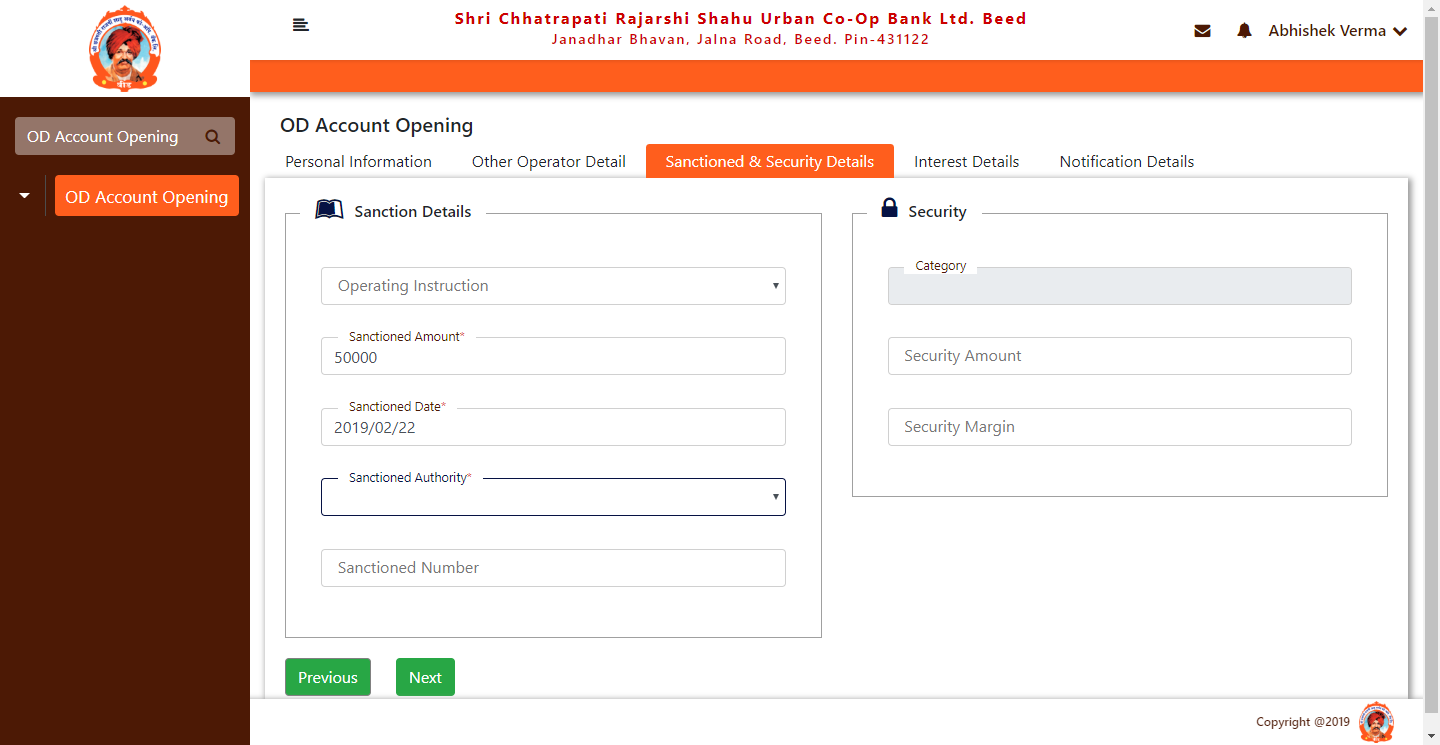 Shri Chhatrapati Rajarshi Shahu Urban Co-Op Bank Ltd. Beed
Janadhar Bhavan, Jalna Road, Beed. Pin-431122
Abhishek Verma
OD Account Opening
OD Account Opening
OD Account Opening
Personal Information
Other Operator Detail
Sanctioned & Security Details
Interest Details
Notification Details
Sanction Details
Operating Instruction
Sanctioned Amount*
50000
Sanctioned Date*
2019/02/22
Sanctioned Authority*
Sanctioned Number
Security
Category
Security Amount
Security Margin
Previous
Next
Copyright @2019